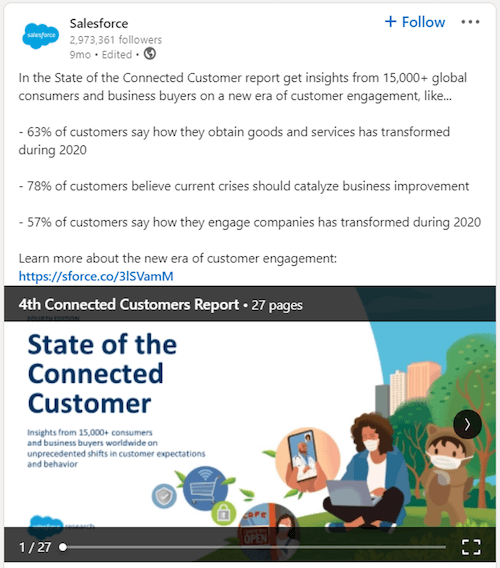 salesforce
Salesforce
+ Follow
2,973,361 followers
9mo • Edited •
In the State of the Connected Customer report get insights from 15,000+ global
consumers and business buyers on a new era of customer engagement, like...
- 63% of customers say how they obtain goods and services has transformed
during 2020
- 78% of customers believe current crises should catalyze business improvement
- 57% of customers say how they engage companies has transformed during 2020
Learn more about the new era of customer engagement:
https://sforce.co/3lSVamM
4th Connected Customers Report • 27 pages
FOURTH EDITION
State of the
Connected
Customer
Insights from 15,000+ consumers
and business buyers worldwide on
unprecedented shifts in customer expectations
and behavior
CAFE
OPEN
salesforce research
1 / 27